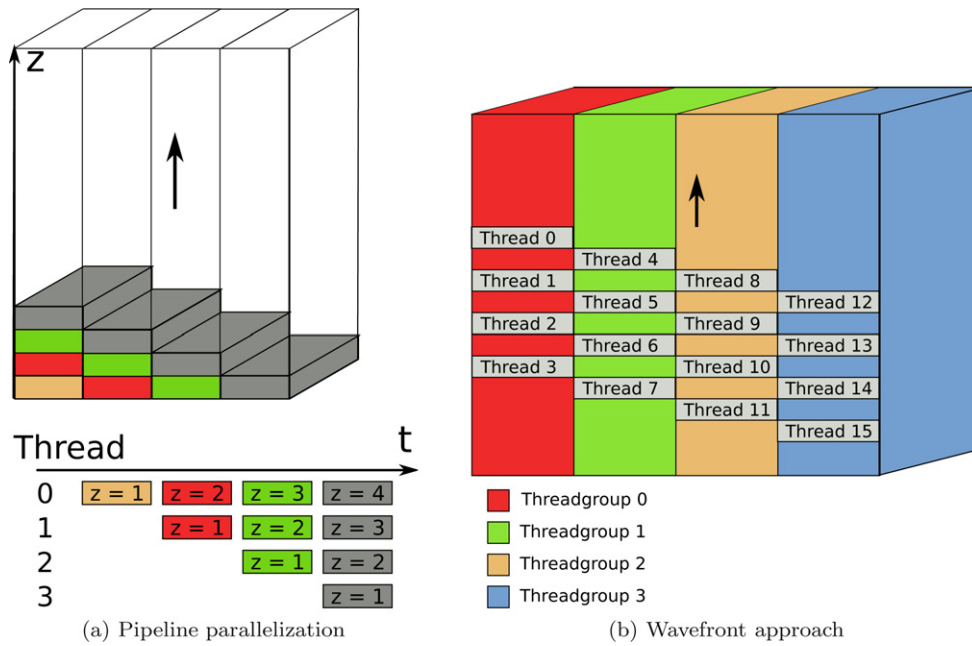 z
Thread
t
0 z = 1 z = 2 z = 3 z = 4
1 z = 1 z = 2 z = 3
2 z = 1 z = 2
3 z = 1
(a) Pipeline parallelization
Thread 0
Thread 4
Thread 1 Thread 8
Thread 5 Thread 12
Thread 2 Thread 9
Thread 6 Thread 13
Thread 3 Thread 10
Thread 7 Thread 14
Thread 11
Thread 15
Threadgroup 0
Threadgroup 1
Threadgroup 2
Threadgroup 3
(b) Wavefront approach